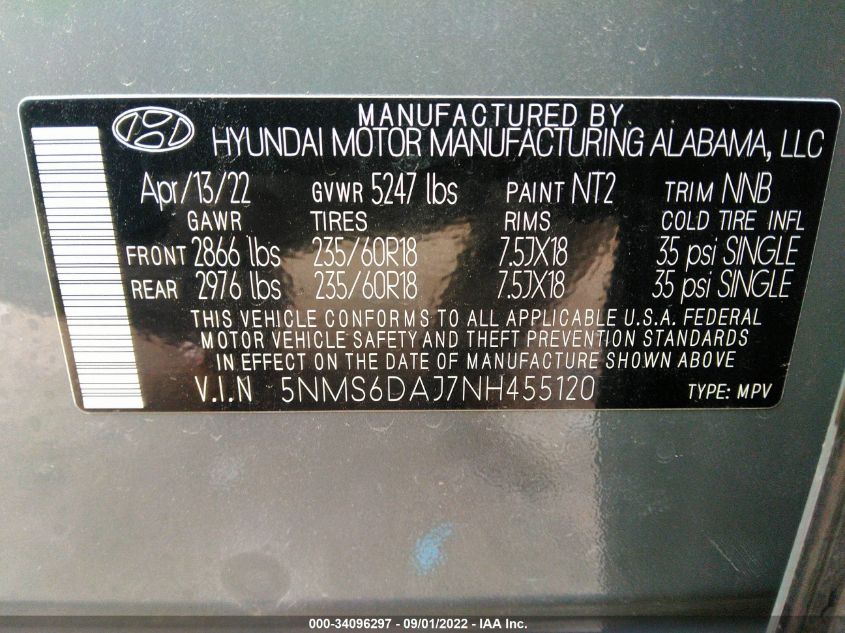 MANUFACTURED BY
HYUNDAI MOTOR MANUFACTURING ALABAMA, LLC
Apr/13/22 GVWR 5247 lbs PAINT NT2 TRIM NNB
GAWR TIRES RIMS COLD TIRE INFL
FRONT 2866 lbs 235/60R18 7.5JX18 35 psi SINGLE
REAR 2976 lbs 235/60R18 7.5JX18 35 psi SINGLE
THIS VEHICLE CONFORMS TO ALL APPLICABLE U.S.A. FEDERAL
MOTOR VEHICLE SAFETY AND THEFT PREVENTION STANDARDS
IN EFFECT ON THE DATE OF MANUFACTURE SHOWN ABOVE
V.I.N 5NMS6DAJ7NH455120 TYPE: MPV
000-34096297 - 09/01/2022 - IAA Inc.